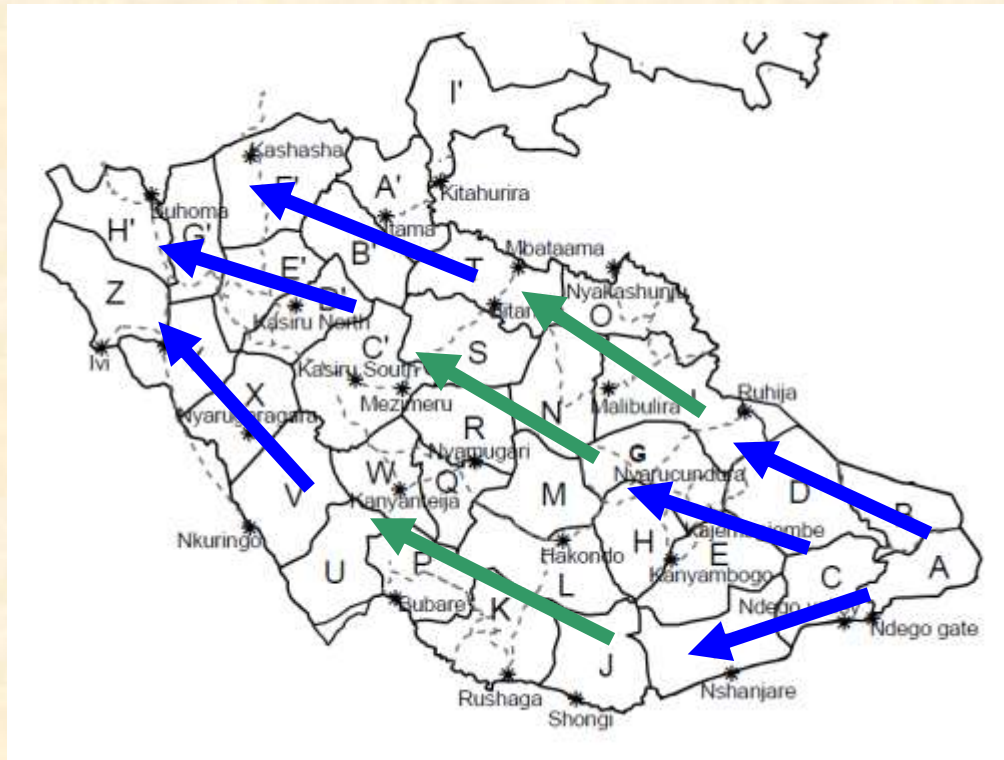 I'
Kashasha
A'
Kitahurira
Buhoma
H'
G'
B'
Mbataama
T
E'
D'
Z
Nyakashunju
O
Kasiru North
C'
S
Ivi
Kasiru South
X
Mezimeru
N
Malibulira
Ruhija
Nyarugaragara
R
G
Nyamugari
Nyarucundura
W
Q
V
Kanyanteija
M
D
Nkuringo
Hakondo
H
E
A
U
P
Kanyambogo
C
L
Bubare
K
Ndego gate
J
Rushaga
Nshanjare
Shongi